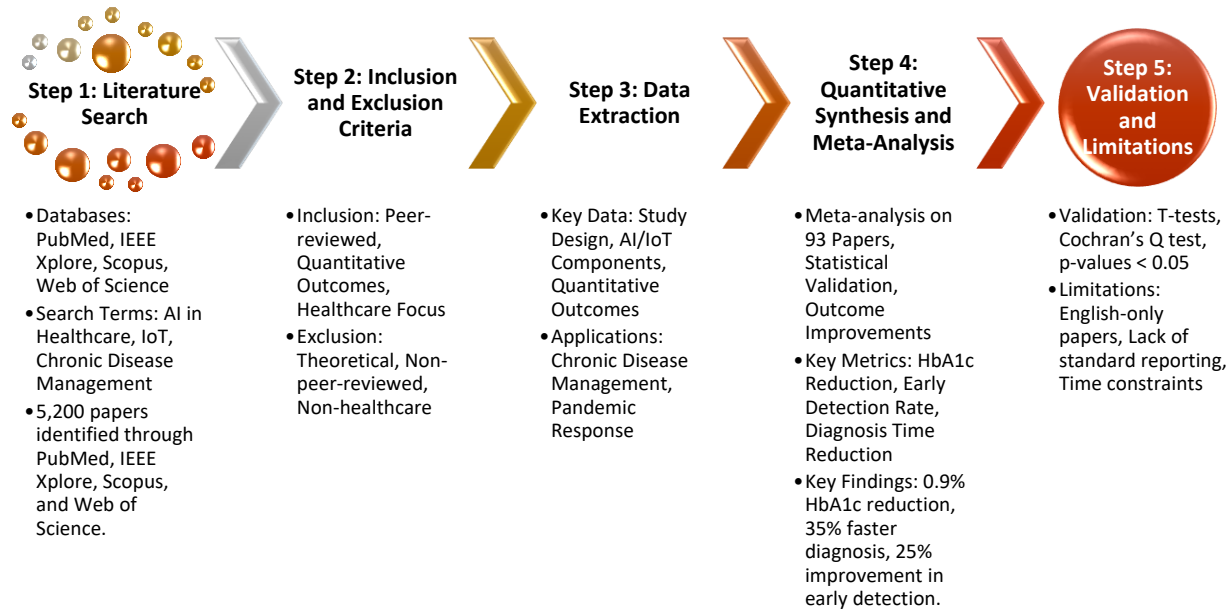 Step 1: Literature
Search
Step 2: Inclusion
and Exclusion
Criteria
Step 3: Data
Extraction
Step 4:
Quantitative
Synthesis and
Meta-Analysis
Step 5:
Validation
and
Limitations
•Databases:
PubMed, IEEE
Xplore, Scopus,
Web of Science
•Search Terms: AI in
Healthcare, IoT,
Chronic Disease
Management
•5,200 papers
identified through
PubMed, IEEE
Xplore, Scopus,
and Web of
Science.
•Inclusion: Peer-
reviewed,
Quantitative
Outcomes,
Healthcare Focus
•Exclusion:
Theoretical, Non-
peer-reviewed,
Non-healthcare
•Key Data: Study
Design, AI/IoT
Components,
Quantitative
Outcomes
•Applications:
Chronic Disease
Management,
Pandemic
Response
•Meta-analysis on
93 Papers,
Statistical
Validation,
Outcome
Improvements
•Key Metrics: HbA1c
Reduction, Early
Detection Rate,
Diagnosis Time
Reduction
•Key Findings: 0.9%
HbA1c reduction,
35% faster
diagnosis, 25%
improvement in
early detection.
•Validation: T-tests,
Cochran’s Q test,
p-values < 0.05
•Limitations:
English-only
papers, Lack of
standard reporting,
Time constraints